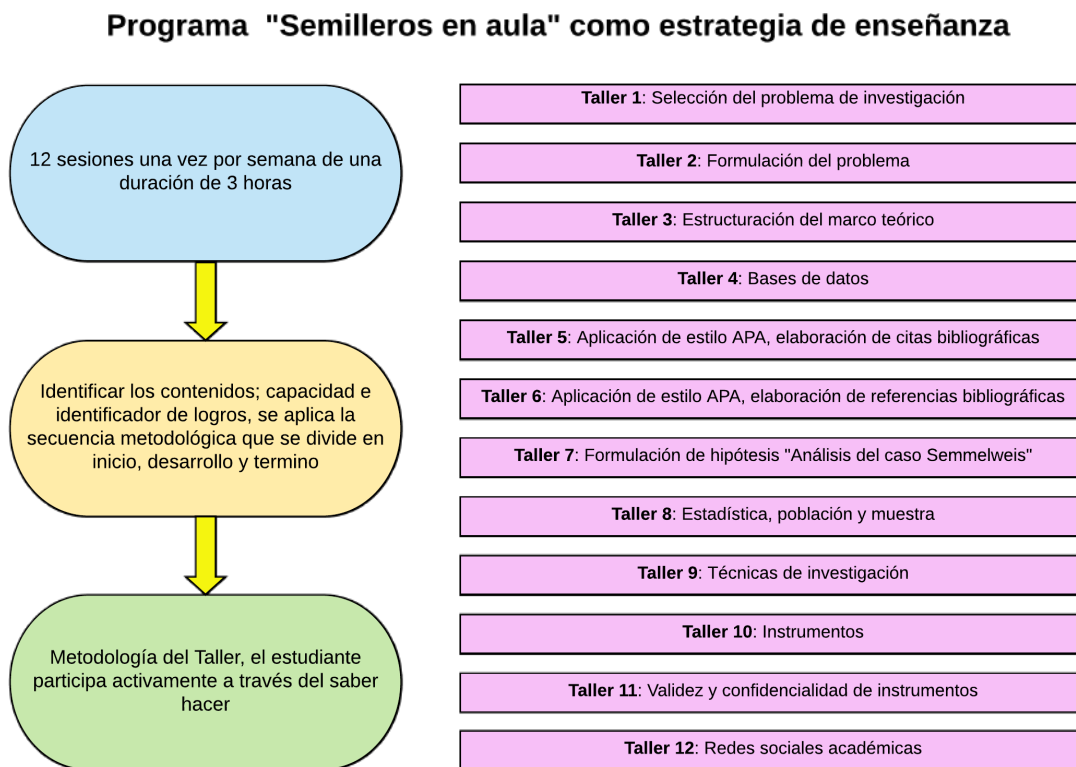 Programa "Semilleros en aula" como estrategia de enseñanza
12 sesiones una vez por semana de una
duración de 3 horas
Identificar los contenidos; capacidad e
identificador de logros, se aplica la
secuencia metodológica que se divide en
inicio, desarrollo y termino
Metodología del Taller, el estudiante
participa activamente a través del saber
hacer
Taller 1: Selección del problema de investigación
Taller 2: Formulación del problema
Taller 3: Estructuración del marco teórico
Taller 4: Bases de datos
Taller 5: Aplicación de estilo APA, elaboración de citas bibliográficas
Taller 6: Aplicación de estilo APA, elaboración de referencias bibliográficas
Taller 7: Formulación de hipótesis "Análisis del caso Semmelweis"
Taller 8: Estadística, población y muestra
Taller 9: Técnicas de investigación
Taller 10: Instrumentos
Taller 11: Validez y confidencialidad de instrumentos
Taller 12: Redes sociales académicas